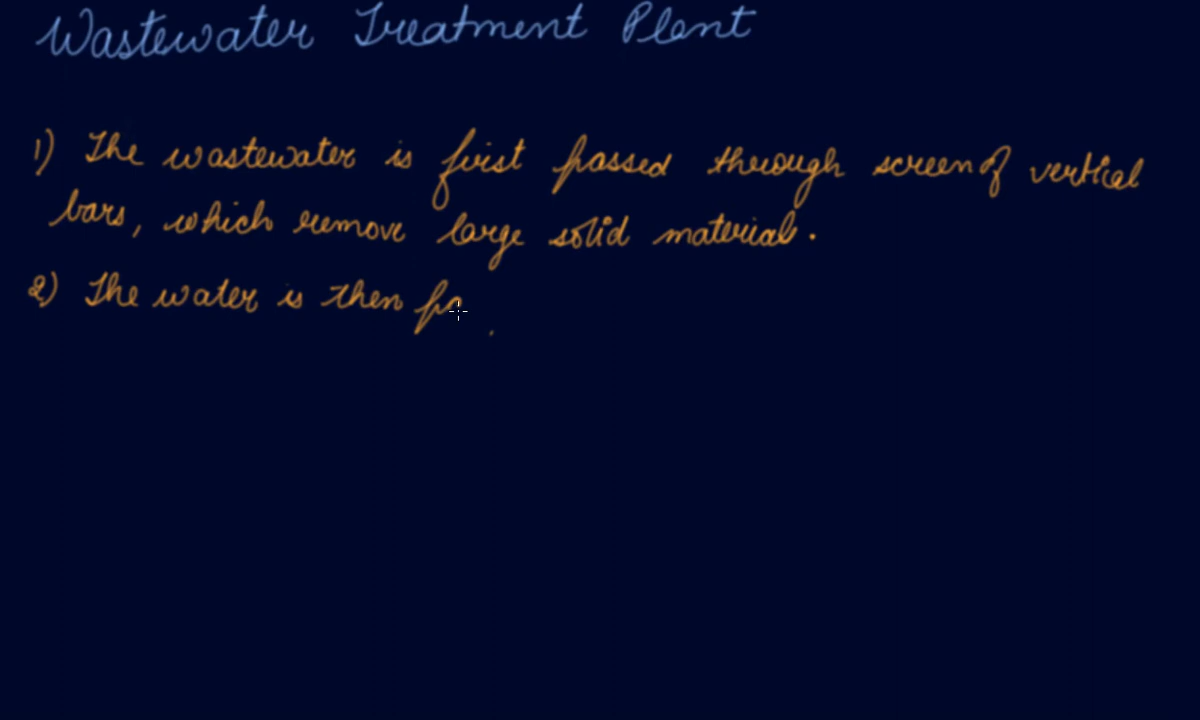 Wastewater Treatment Plant
1) The wastewater is first passed through screen of vertical
bars, which remove large solid material.
2) The water is then pa